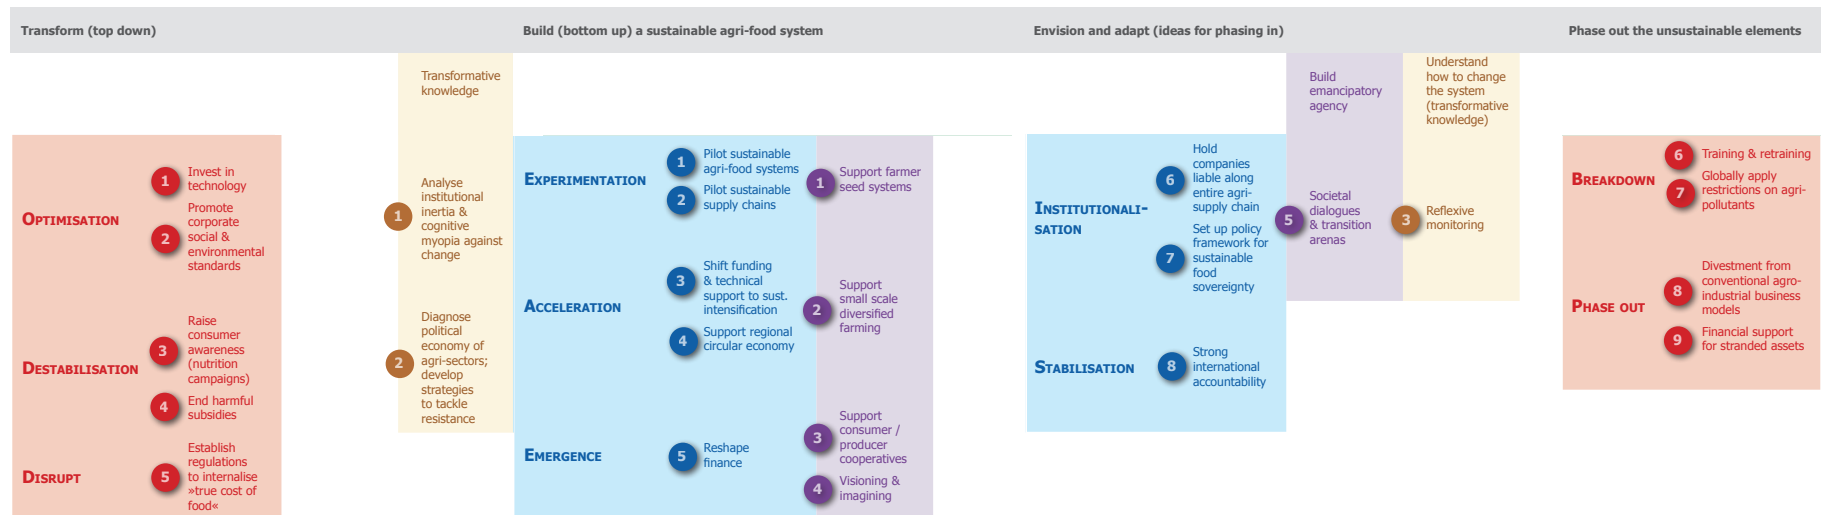 Transform (top down)
Build (bottom up) a sustainable agri-food system
Envision and adapt (ideas for phasing in)
Phase out the unsustainable elements
OPTIMISATION
1
Invest in
technology
2
Promote
corporate
social &
environmental
standards
DESTABILISATION
3
Raise
consumer
awareness
(nutrition
campaigns)
4
End harmful
subsidies
DISRUPT
5
Establish
regulations
to internalise
»true cost of
food«
Transformative
knowledge
1
Analyse
institutional
inertia &
cognitive
myopia against
change
2
Diagnose
political
economy of
agri-sectors;
develop
strategies
to tackle
resistance
EXPERIMENTATION
1
Pilot sustainable
agri-food systems
2
Pilot sustainable
supply chains
ACCELERATION
3
Shift funding
& technical
support to sust.
intensification
4
Support regional
circular economy
EMERGENCE
5
Reshape
finance
1
Support farmer
seed systems
2
Support
small scale
diversified
farming
3
Support
consumer /
producer
cooperatives
4
Visioning &
imagining
INSTITUTIONALI-
SATION
6
Hold
companies
liable along
entire agri-
supply chain
7
Set up policy
framework for
sustainable
food
sovereignty
STABILISATION
8
Strong
international
accountability
Build
emancipatory
agency
5
Societal
dialogues
& transition
arenas
Understand
how to change
the system
(transformative
knowledge)
3
Reflexive
monitoring
BREAKDOWN
6
Training & retraining
7
Globally apply
restrictions on agri-
pollutants
PHASE OUT
8
Divestment from
conventional agro-
industrial business
models
9
Financial support
for stranded assets